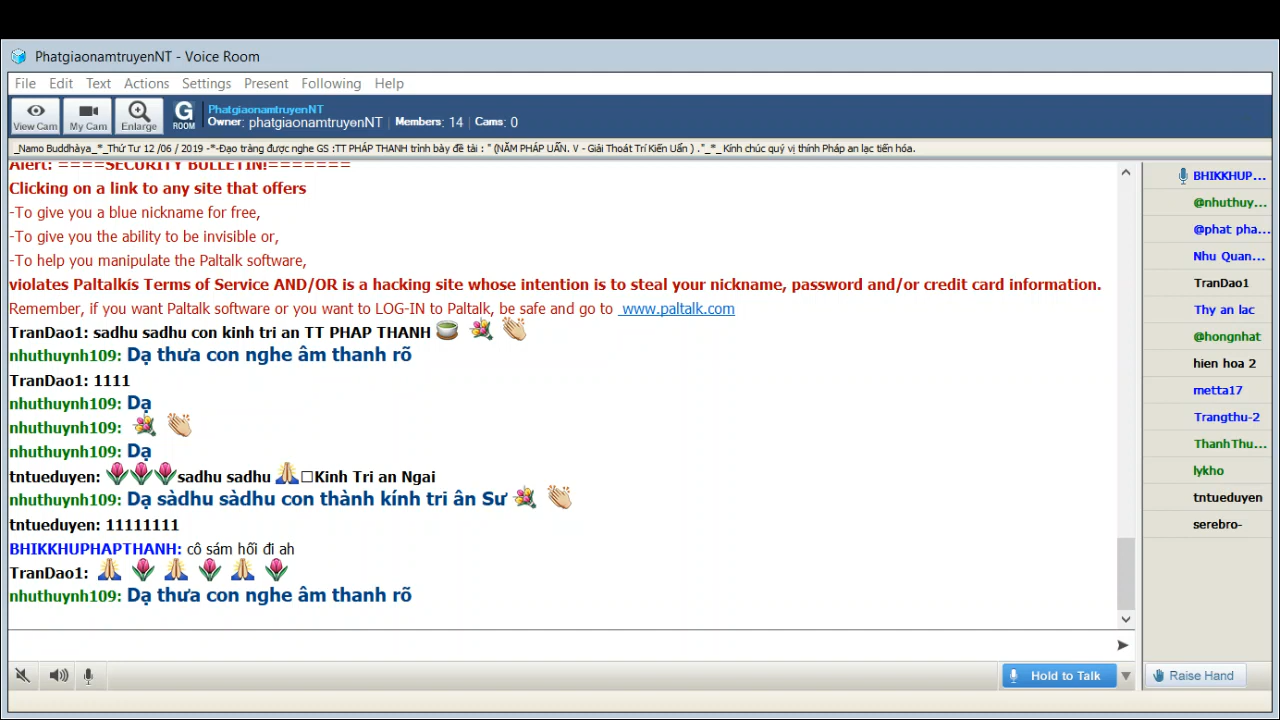 PhatgiaonamtruyenNT - Voice Room
File Edit Text Actions Settings Present Following Help
View Cam My Cam Enlarge G ROOM
PhatgiaonamtruyenNT
Owner: phatgiaonamtruyenNT Members: 14 Cams: 0
_Namo Buddhàya_*_Thứ Tư 12 /06 / 2019 -*-Đạo tràng được nghe GS :TT PHÁP THANH trình bày đề tài : " (NĂM PHÁP UẨN. V - Giải Thoát Trí Kiến Uẩn ) ."_*_ Kính chúc quý vị thính Pháp an lạc tiến hóa.
Alert: ====SECURITY BULLETIN!=======
Clicking on a link to any site that offers
-To give you a blue nickname for free,
-To give you the ability to be invisible or,
-To help you manipulate the Paltalk software,
violates Paltalkís Terms of Service AND/OR is a hacking site whose intention is to steal your nickname, password and/or credit card information.
Remember, if you want Paltalk software or you want to LOG-IN to Paltalk, be safe and go to www.paltalk.com
TranDao1: sadhu sadhu con kinh tri an TT PHAP THANH 🍵 💐 👏
nhuthuynh109: Dạ thưa con nghe âm thanh rõ
TranDao1: 1111
nhuthuynh109: Dạ
nhuthuynh109: 💐 👏
nhuthuynh109: Dạ
tntueduyen: 🌷🌷🌷sadhu sadhu 🙏□Kinh Tri an Ngai
nhuthuynh109: Dạ sàdhu sàdhu con thành kính tri ân Sư 💐 👏
tntueduyen: 11111111
BHIKKHUPHAPTHANH: cô sám hối đi ah
TranDao1: 🙏 🌷 🙏 🌷 🙏 🌷
nhuthuynh109: Dạ thưa con nghe âm thanh rõ
BHIKKHUP...
@nhuthuy...
@phat pha...
Nhu Quan...
TranDao1
Thy an lac
@hongnhat
hien hoa 2
metta17
Trangthu-2
ThanhThu...
lykho
tntueduyen
serebro-
Hold to Talk
Raise Hand